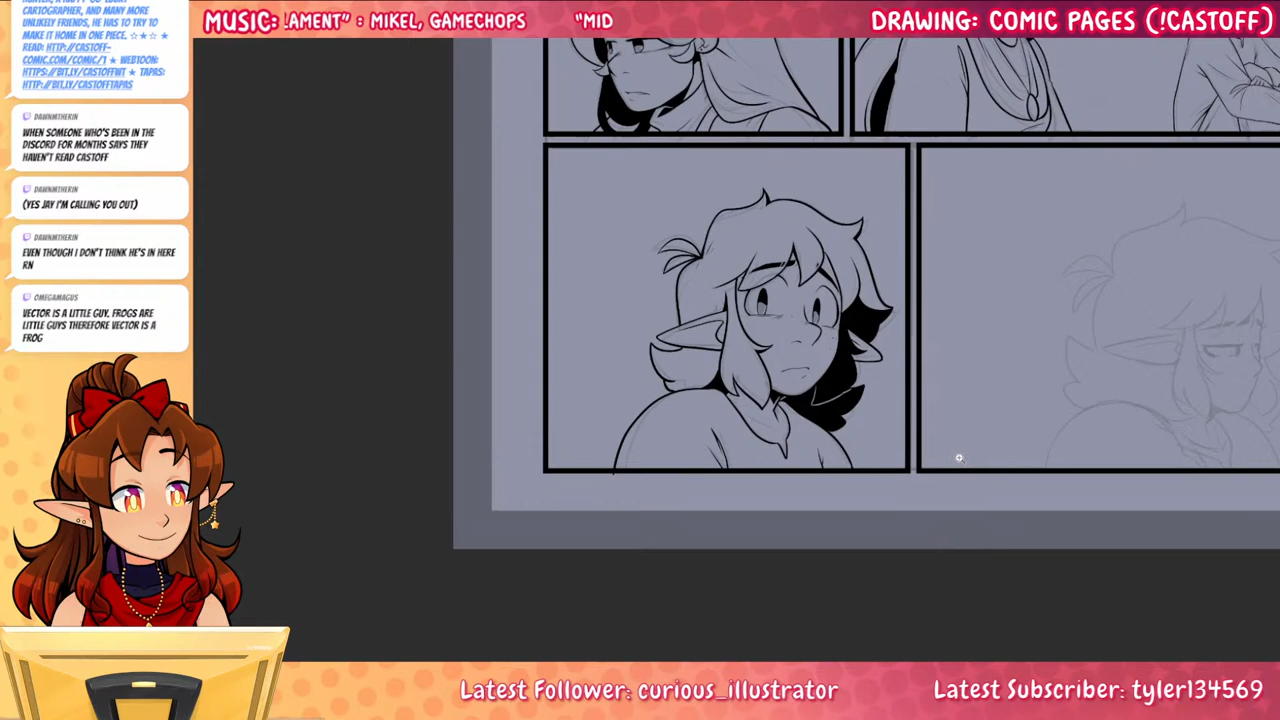 MUSIC: LAMENT" : MIKEL, GAMECHOPS "MID
DRAWING: COMIC PAGES (!CASTOFF)
CARTOGRAPHER, AND MANY MORE
UNLIKELY FRIENDS, HE HAS TO TRY TO
MAKE IT HOME IN ONE PIECE. ☆★☆ ★
READ: HTTP://CASTOFF-
COMIC.COM/COMIC/1 ★ WEBTOON:
HTTPS://BIT.LY/CASTOFFWT ★ TAPAS:
HTTP://BIT.LY/CASTOFFTAPAS
DAWNMTHERIN
WHEN SOMEONE WHO'S BEEN IN THE
DISCORD FOR MONTHS SAYS THEY
HAVEN'T READ CASTOFF
DAWNMTHERIN
(YES JAY I'M CALLING YOU OUT)
DAWNMTHERIN
EVEN THOUGH I DON'T THINK HE'S IN HERE
RN
OMEGAMAGUS
VECTOR IS A LITTLE GUY. FROGS ARE
LITTLE GUYS THEREFORE VECTOR IS A
FROG
Latest Follower: curious_illustrator
Latest Subscriber: tyler134569